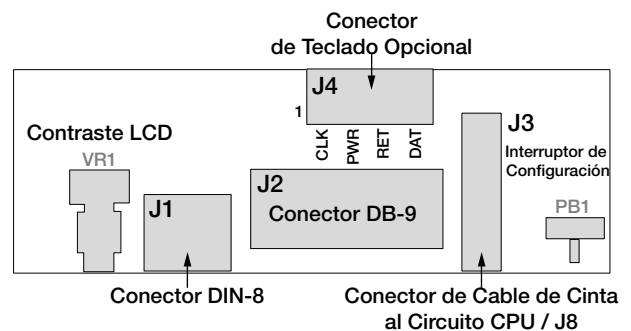 Conector
de Teclado Opcional
J4
1
CLK
PWR
RET
DAT
Contraste LCD
VR1
J1
J2
Conector DB-9
J3
Interruptor de
Configuración
PB1
Conector DIN-8
Conector de Cable de Cinta
al Circuito CPU / J8